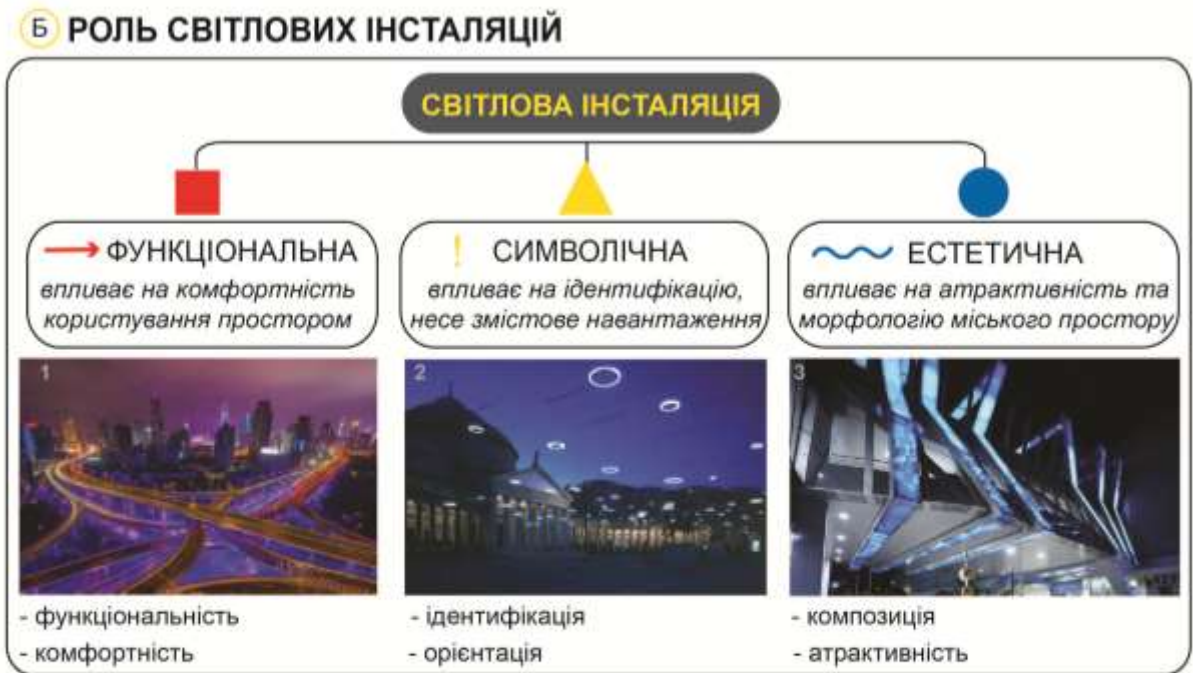 Б РОЛЬ СВІТЛОВИХ ІНСТАЛЯЦІЙ
СВІТЛОВА ІНСТАЛЯЦІЯ
ФУНКЦІОНАЛЬНА
впливає на комфортність
користування простором
! СИМВОЛІЧНА
впливає на ідентифікацію,
несе змістове навантаження
ЕСТЕТИЧНА
впливає на атрактивність та
морфологію міського простору
1
2
3
- функціональність
- комфортність
- ідентифікація
- орієнтація
- композиція
- атрактивність